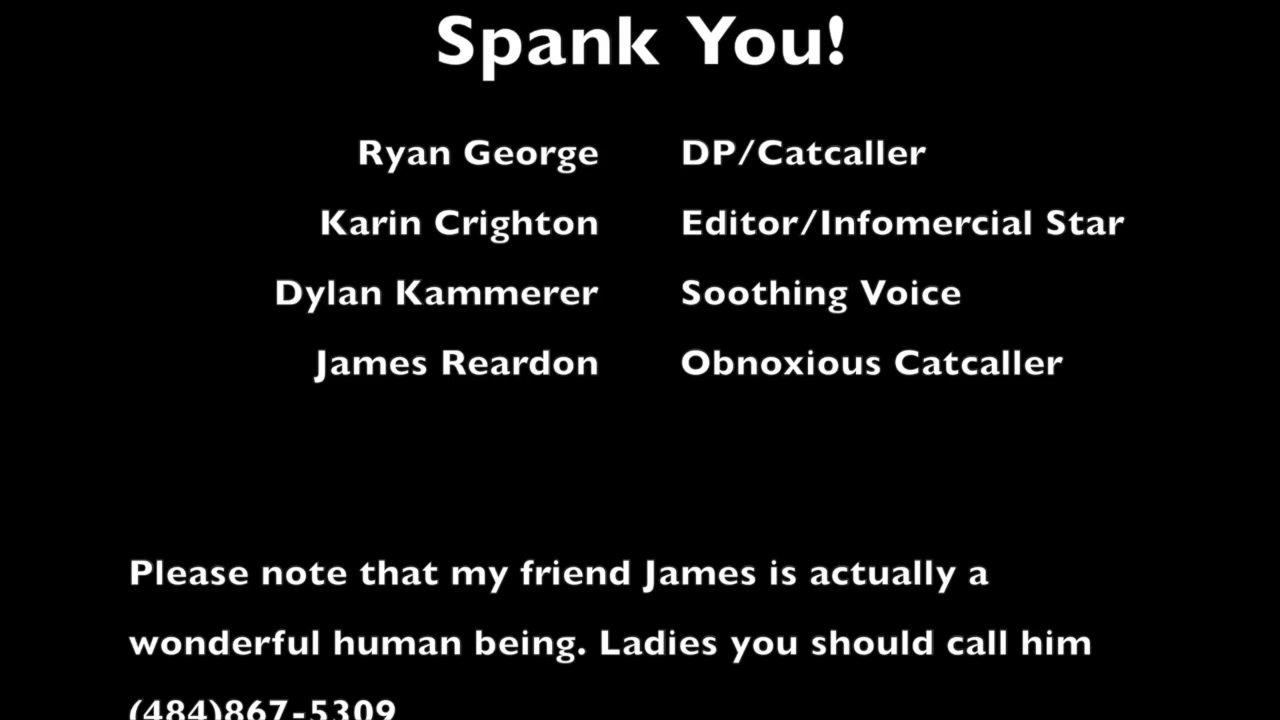 Spank You!
Ryan George DP/Catcaller
Karin Crighton Editor/Infomercial Star
Dylan Kammerer Soothing Voice
James Reardon Obnoxious Catcaller
Please note that my friend James is actually a
wonderful human being. Ladies you should call him
(484)867-5309